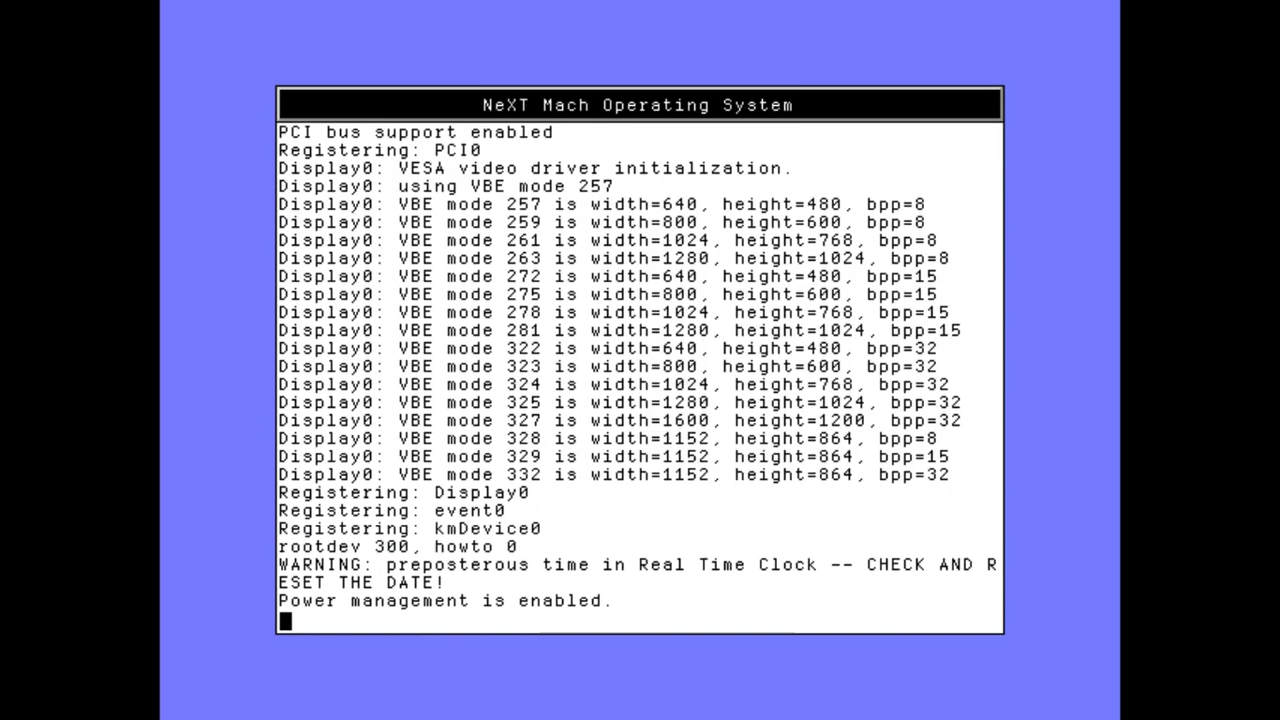 NeXT Mach Operating System
PCI bus support enabled
Registering: PCI0
Display0: VESA video driver initialization.
Display0: using VBE mode 257
Display0: VBE mode 257 is width=640, height=480, bpp=8
Display0: VBE mode 259 is width=800, height=600, bpp=8
Display0: VBE mode 261 is width=1024, height=768, bpp=8
Display0: VBE mode 263 is width=1280, height=1024, bpp=8
Display0: VBE mode 272 is width=640, height=480, bpp=15
Display0: VBE mode 275 is width=800, height=600, bpp=15
Display0: VBE mode 278 is width=1024, height=768, bpp=15
Display0: VBE mode 281 is width=1280, height=1024, bpp=15
Display0: VBE mode 322 is width=640, height=480, bpp=32
Display0: VBE mode 323 is width=800, height=600, bpp=32
Display0: VBE mode 324 is width=1024, height=768, bpp=32
Display0: VBE mode 325 is width=1280, height=1024, bpp=32
Display0: VBE mode 327 is width=1600, height=1200, bpp=32
Display0: VBE mode 328 is width=1152, height=864, bpp=8
Display0: VBE mode 329 is width=1152, height=864, bpp=15
Display0: VBE mode 332 is width=1152, height=864, bpp=32
Registering: Display0
Registering: event0
Registering: kmDevice0
rootdev 300, howto 0
WARNING: preposterous time in Real Time Clock -- CHECK AND R
ESET THE DATE!
Power management is enabled.